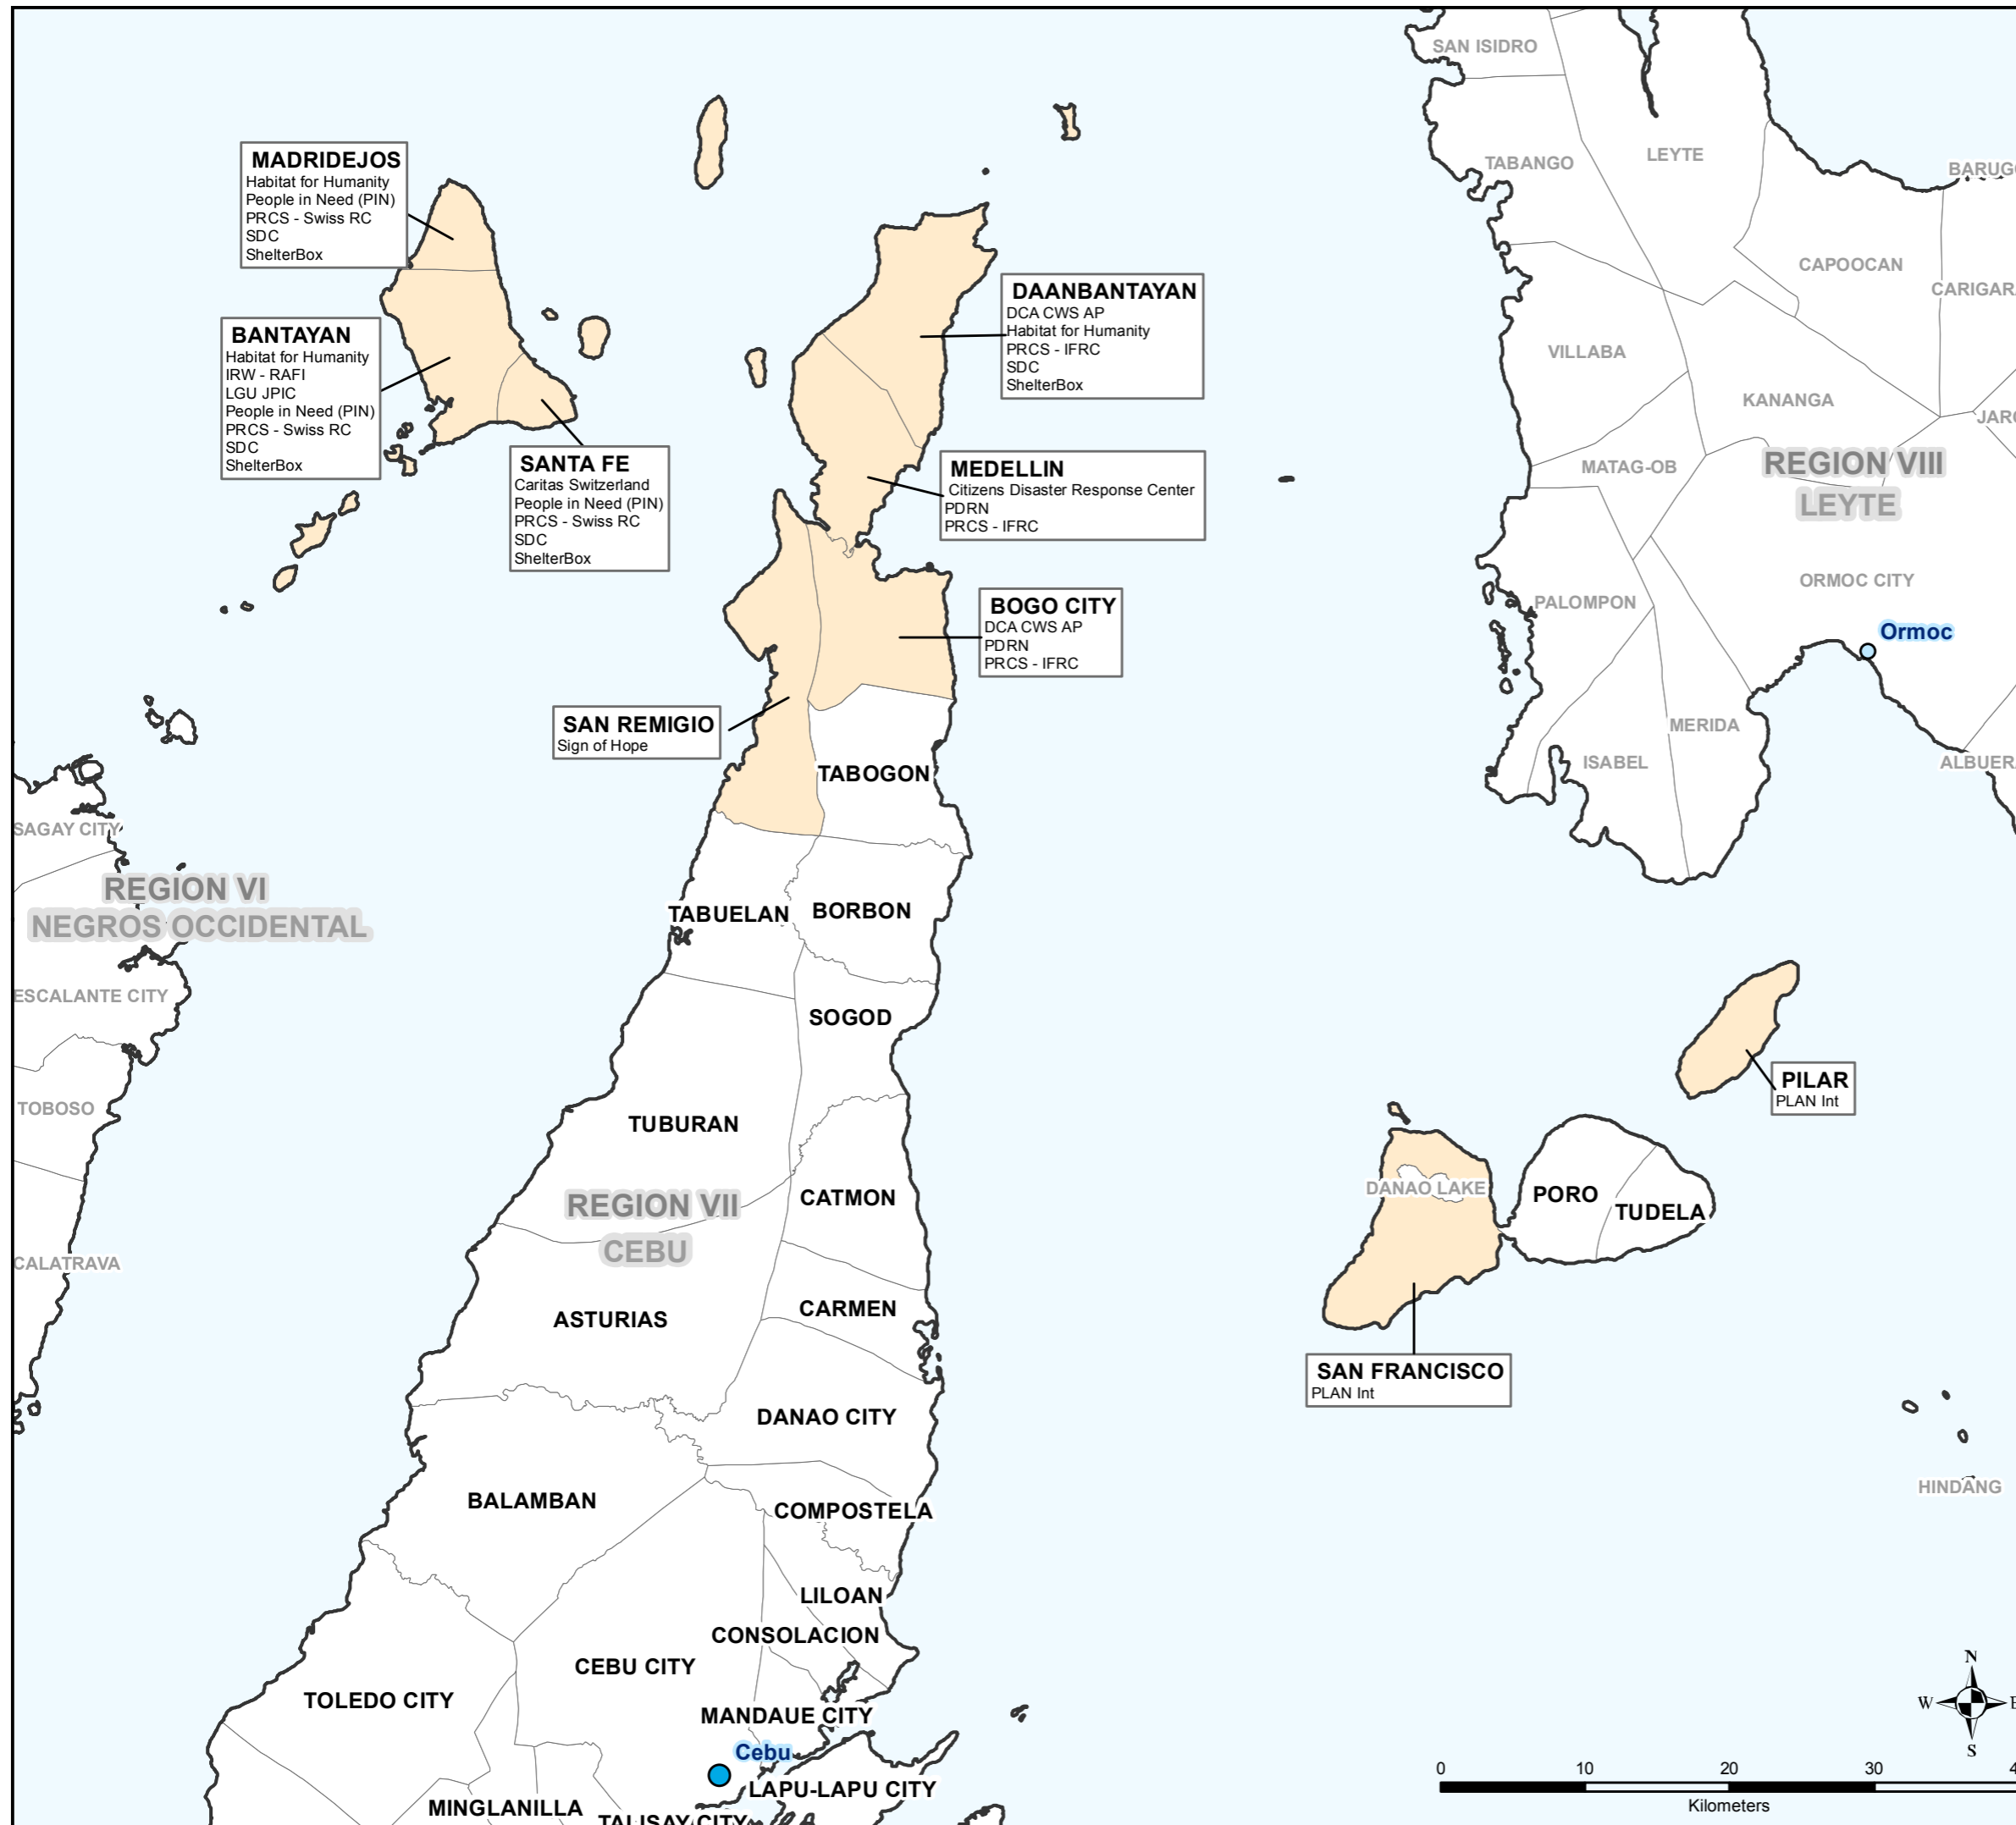 SAN ISIDRO
TABANGO
LEYTE
BARUG
CAPOOCAN
CARIGAR
VILLABA
KANANGA
JARO
MATAG-OB
REGION VIII
LEYTE
ORMOC CITY
PALOMPON
Ormoc
MERIDA
ISABEL
ALBUER
MADRIDEJOS
Habitat for Humanity
People in Need (PIN)
PRCS - Swiss RC
SDC
ShelterBox
BANTAYAN
Habitat for Humanity
IRW - RAFI
LGU JPIC
People in Need (PIN)
PRCS - Swiss RC
SDC
ShelterBox
SANTA FE
Caritas Switzerland
People in Need (PIN)
PRCS - Swiss RC
SDC
ShelterBox
DAANBANTAYAN
DCA CWS AP
Habitat for Humanity
PRCS - IFRC
SDC
ShelterBox
MEDELLIN
Citizens Disaster Response Center
PDRN
PRCS - IFRC
BOGO CITY
DCA CWS AP
PDRN
PRCS - IFRC
SAN REMIGIO
Sign of Hope
TABOGON
SAGAY CITY
REGION VI
NEGROS OCCIDENTAL
ESCALANTE CITY
TOBOSO
CALATRAVA
TABUELAN
BORBON
SOGOD
TUBURAN
REGION VII
CEBU
CATMON
ASTURIAS
CARMEN
DANAO CITY
BALAMBAN
COMPOSTELA
LILOAN
CONSOLACION
CEBU CITY
TOLEDO CITY
MANDAUE CITY
Cebu
LAPU-LAPU CITY
MINGLANILLA
TALISAY CITY
PILAR
PLAN Int
DANAO LAKE
PORO
TUDELA
SAN FRANCISCO
PLAN Int
HINDANG
N
W E
S
0 10 20 30 4
Kilometers